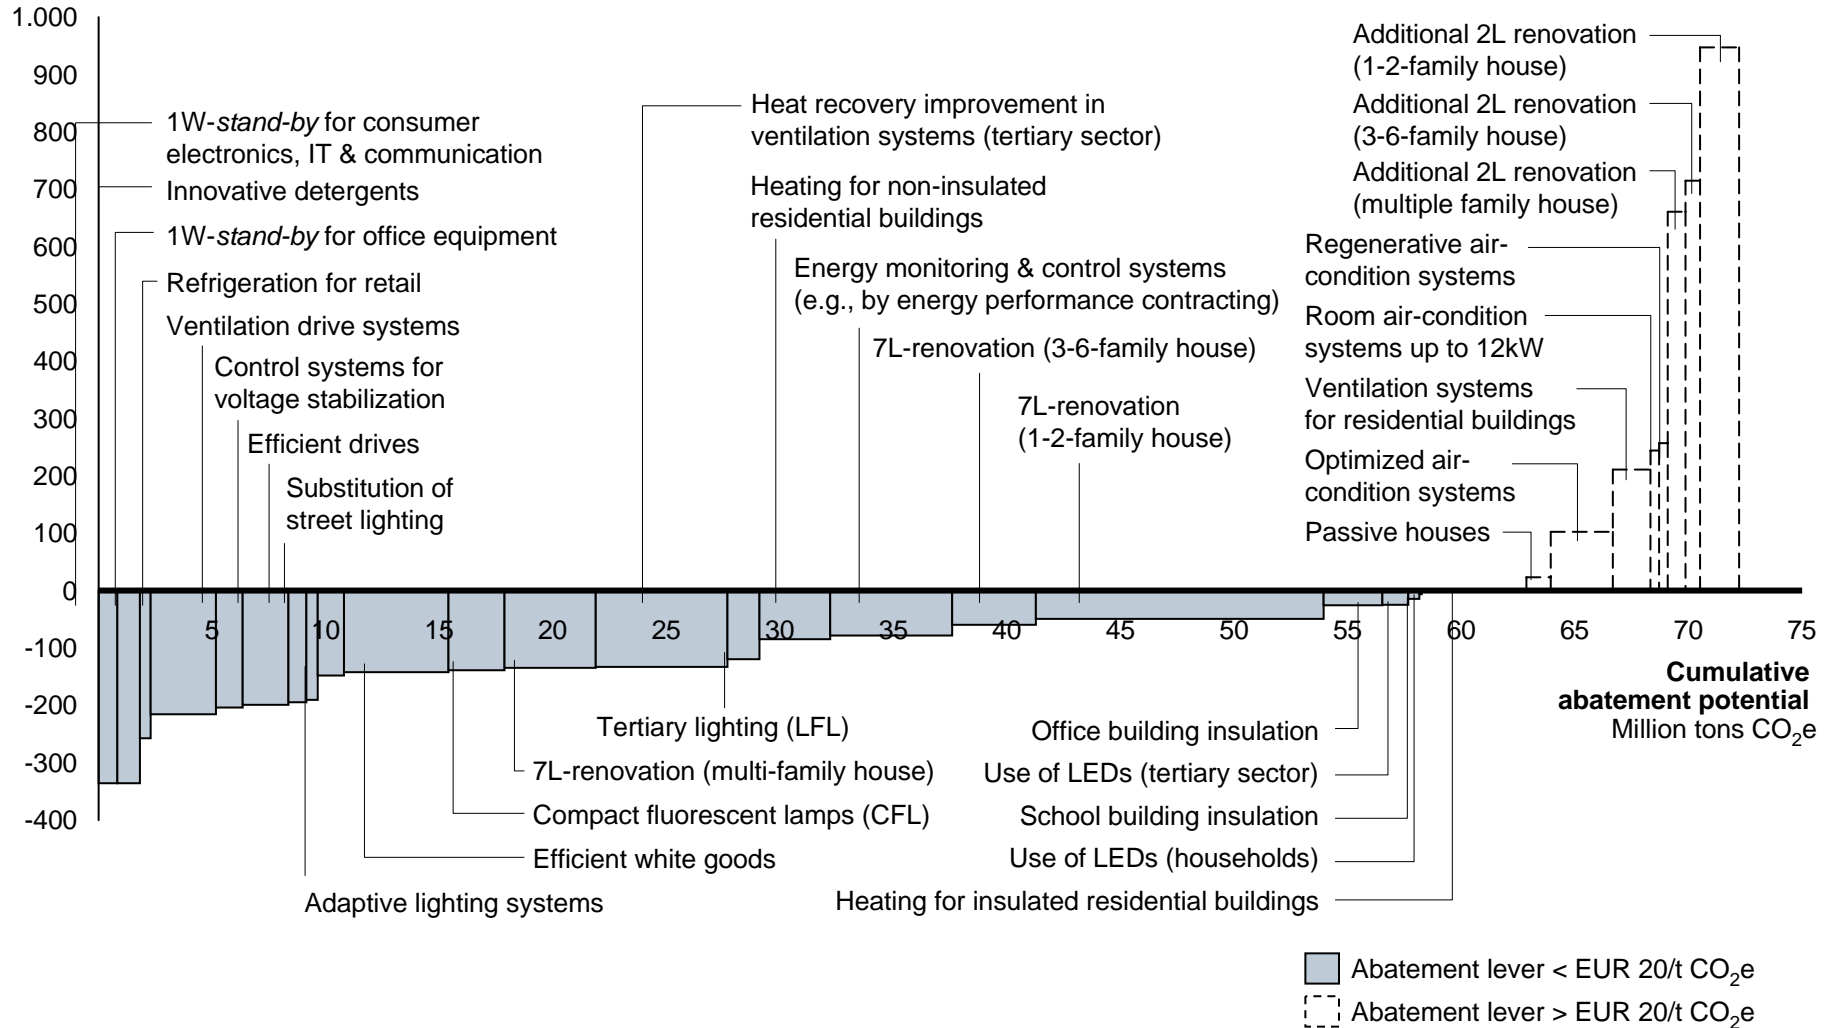 1.000
900
800
700
600
500
400
300
200
100
0
-100
-200
-300
-400
1W-stand-by for consumer
electronics, IT & communication
Innovative detergents
1W-stand-by for office equipment
Refrigeration for retail
Ventilation drive systems
Control systems for
voltage stabilization
Efficient drives
Substitution of
street lighting
Heat recovery improvement in
ventilation systems (tertiary sector)
Heating for non-insulated
residential buildings
Energy monitoring & control systems
(e.g., by energy performance contracting)
7L-renovation (3-6-family house)
7L-renovation
(1-2-family house)
Additional 2L renovation
(1-2-family house)
Additional 2L renovation
(3-6-family house)
Additional 2L renovation
(multiple family house)
Regenerative air-
condition systems
Room air-condition
systems up to 12kW
Ventilation systems
for residential buildings
Optimized air-
condition systems
Passive houses
5 10 15 20 25 30 35 40 45 50 55 60 65 70 75
Cumulative
abatement potential
Million tons CO2e
Tertiary lighting (LFL)
7L-renovation (multi-family house)
Compact fluorescent lamps (CFL)
Efficient white goods
Adaptive lighting systems
Office building insulation
Use of LEDs (tertiary sector)
School building insulation
Use of LEDs (households)
Heating for insulated residential buildings
Abatement lever < EUR 20/t CO2e
Abatement lever > EUR 20/t CO2e